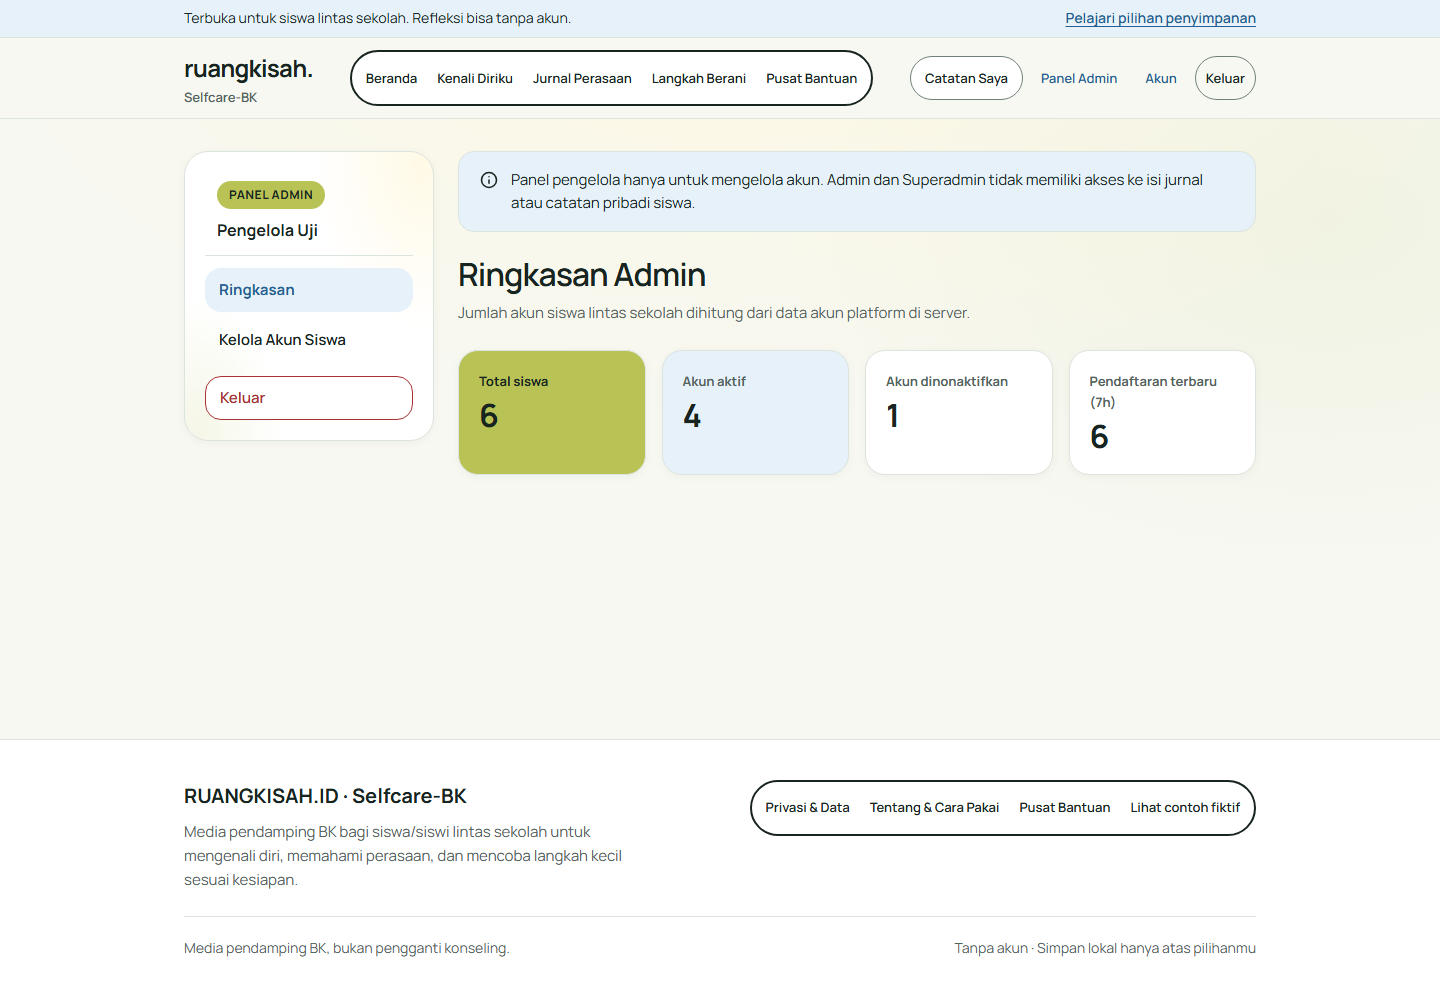 Terbuka untuk siswa lintas sekolah. Refleksi bisa tanpa akun.
Pelajari pilihan penyimpanan
ruangkisah.
Selfcare-BK
Beranda
Kenali Diriku
Jurnal Perasaan
Langkah Berani
Pusat Bantuan
Catatan Saya
Panel Admin
Akun
Keluar
PANEL ADMIN
Pengelola Uji
Ringkasan
Kelola Akun Siswa
Keluar
Panel pengelola hanya untuk mengelola akun. Admin dan Superadmin tidak memiliki akses ke isi jurnal
atau catatan pribadi siswa.
Ringkasan Admin
Jumlah akun siswa lintas sekolah dihitung dari data akun platform di server.
Total siswa
6
Akun aktif
4
Akun dinonaktifkan
1
Pendaftaran terbaru
(7h)
6
RUANGKISAH.ID · Selfcare-BK
Media pendamping BK bagi siswa/siswi lintas sekolah untuk
mengenali diri, memahami perasaan, dan mencoba langkah kecil
sesuai kesiapan.
Privasi & Data
Tentang & Cara Pakai
Pusat Bantuan
Lihat contoh fiktif
Media pendamping BK, bukan pengganti konseling.
Tanpa akun · Simpan lokal hanya atas pilihanmu